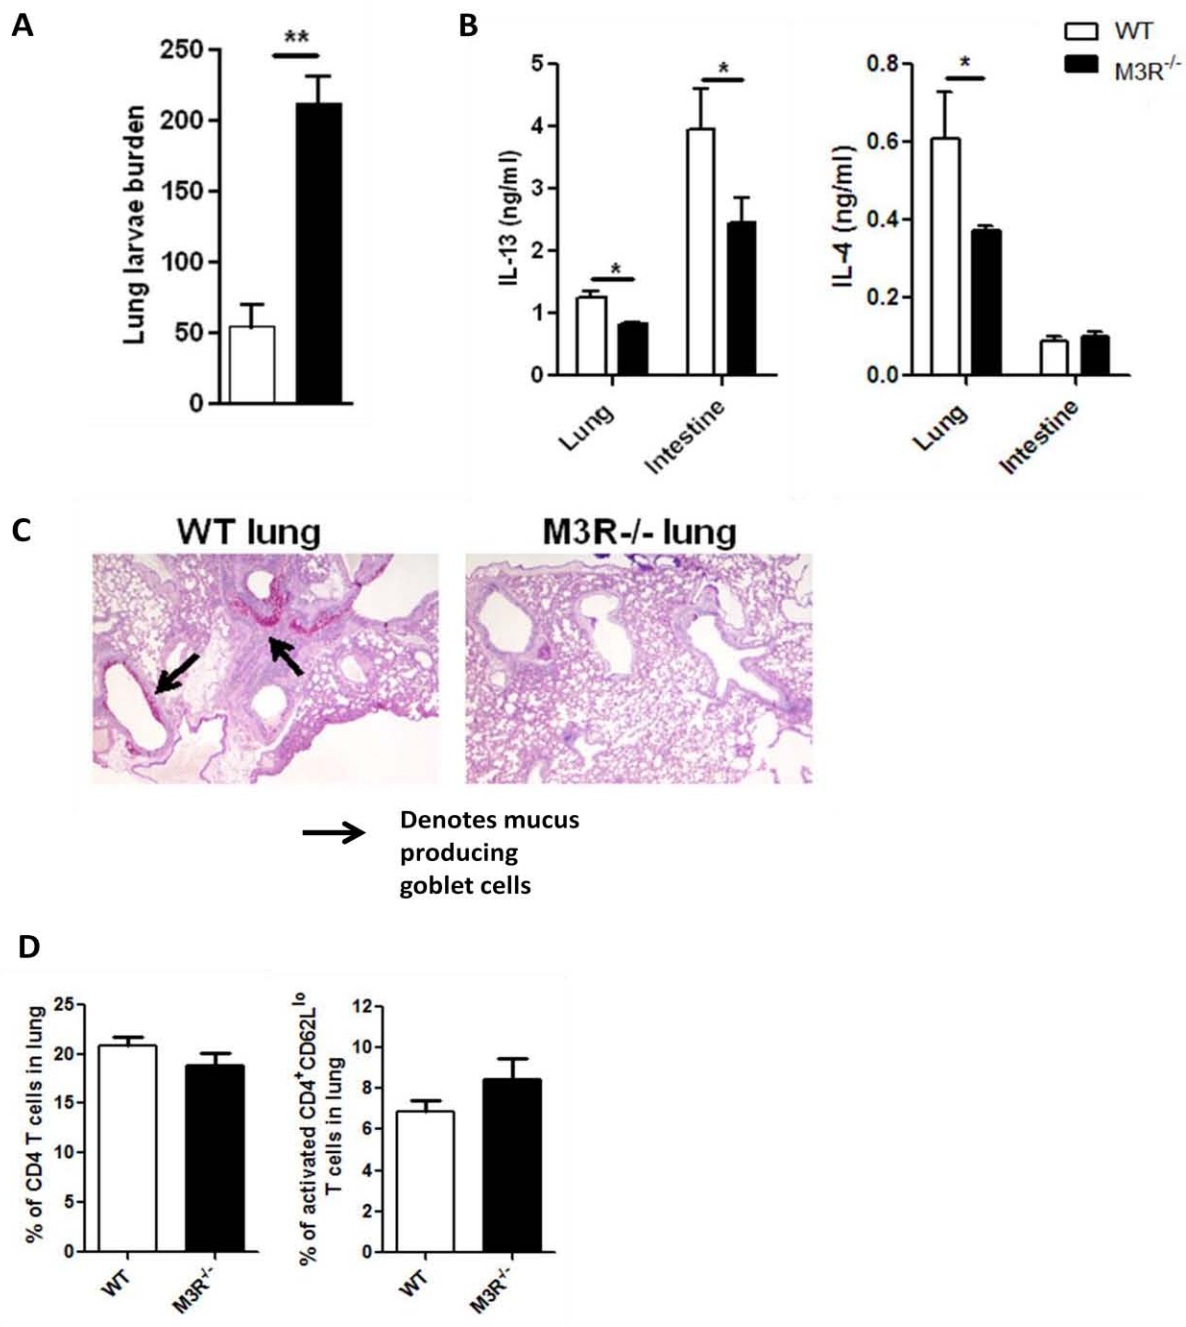 A
**
250
200
150
100
50
0
Lung larvae burden
B
WT
M3R-/-
5
4
3
2
1
0
IL-13 (ng/ml)
*
*
Lung
Intestine
0.8
0.6
0.4
0.2
0.0
IL-4 (ng/ml)
*
Lung
Intestine
C
WT lung
M3R-/- lung
Denotes mucus
producing
goblet cells
D
25
20
15
10
5
0
% of CD4 T cells in lung
WT
M3R-/-
12
10
8
6
4
2
0
% of activated CD4+CD62Llo
T cells in lung
WT
M3R-/-